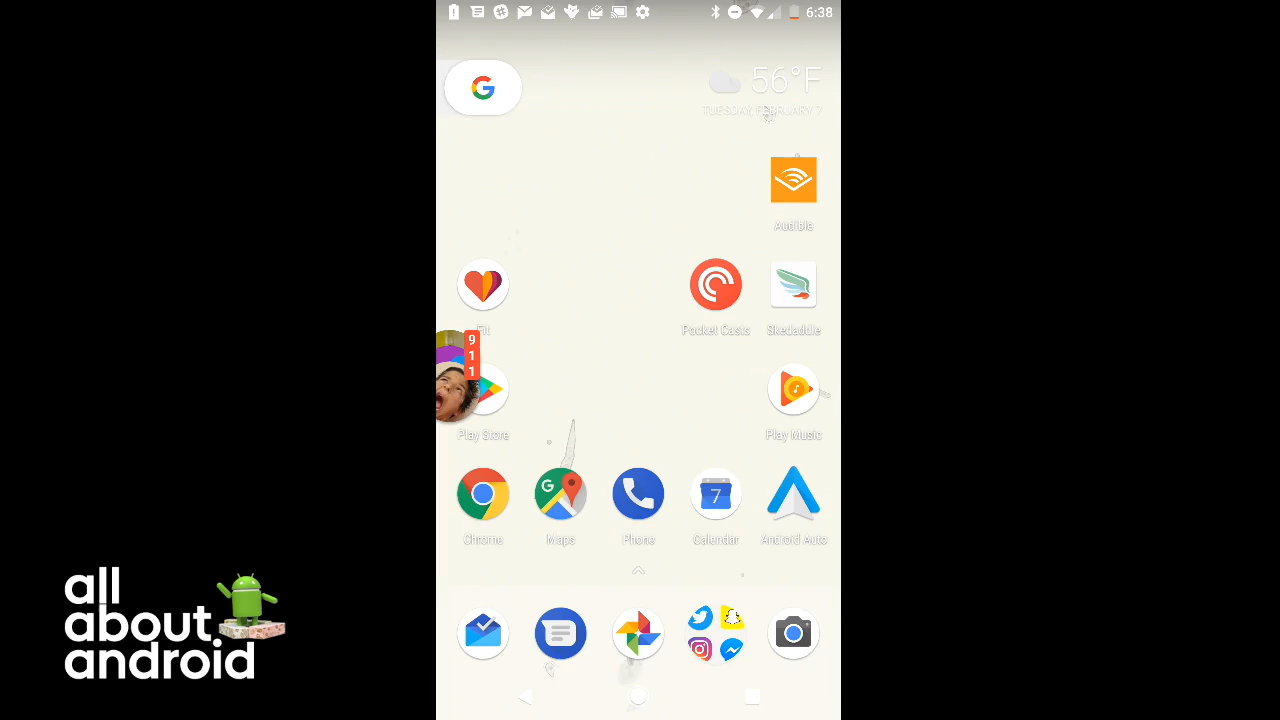 6:38
G
56°F
TUESDAY, FEBRUARY 7
Audible
Fit
Pocket Casts
Skedaddle
9
1
1
Play Store
Play Music
G
7
Chrome
Maps
Phone
Calendar
Android Auto
all
about
android